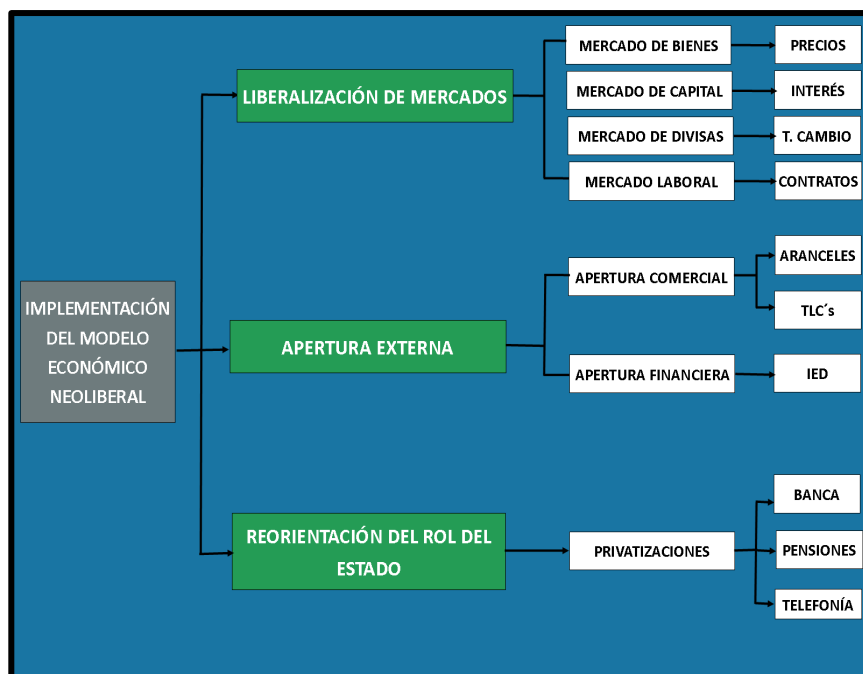 MERCADO DE BIENES
PRECIOS
LIBERALIZACIÓN DE MERCADOS
MERCADO DE CAPITAL
INTERÉS
MERCADO DE DIVISAS
T. CAMBIO
MERCADO LABORAL
CONTRATOS
IMPLEMENTACIÓN
DEL MODELO
ECONÓMICO
NEOLIBERAL
APERTURA EXTERNA
APERTURA COMERCIAL
ARANCELES
TLC´s
APERTURA FINANCIERA
IED
REORIENTACIÓN DEL ROL DEL
ESTADO
PRIVATIZACIONES
BANCA
PENSIONES
TELEFONÍA